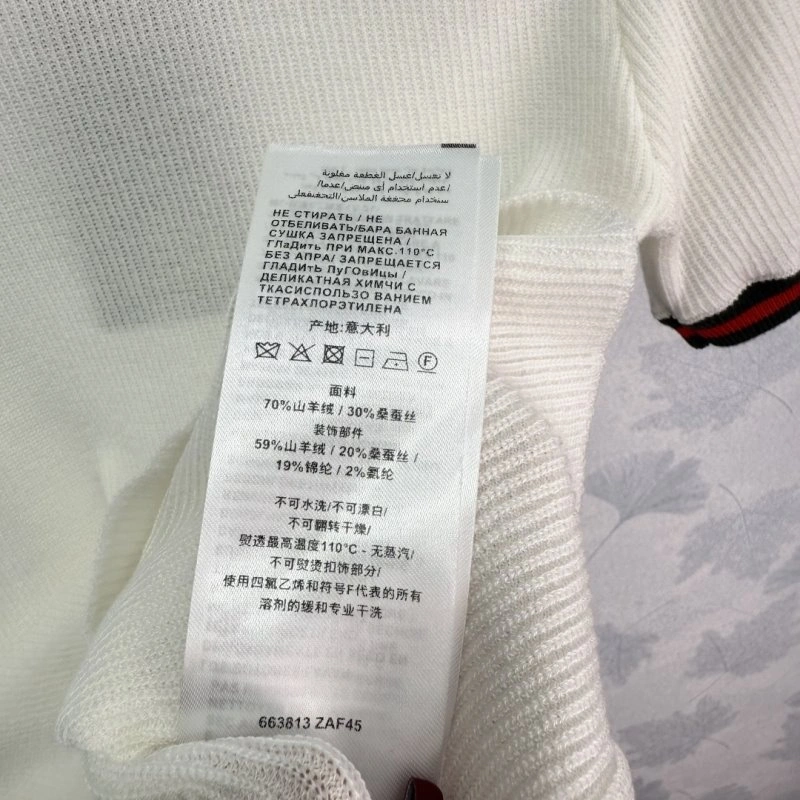 لا تغسل/غسل القطعة مقلوبة
/عدم استخدام أي مبيض/عدما/
ستخدام مجففة الملابس/التجفيفعلى
НЕ СТИРАТЬ / НЕ
ОТБЕЛИВАТЬ/БАРА БАННАЯ
СУШКА ЗАПРЕЩЕНА /
ГЛаДиТЬ ПРИ МАКС.110°C
БЕЗ АПРА/ ЗАПРЕЩАЕТСЯ
ГЛАДИТЬ ПуГОвИцы /
ДЕЛИКАТНАЯ ХИМЧИ С
ТКАСИСПОЛЬЗО ВАНИЕМ
ТЕТРАХЛОРЭТИЛЕНА
产地:意大利
F
面料
70%山羊绒 / 30%桑蚕丝
装饰部件
59%山羊绒 / 20%桑蚕丝 /
19%锦纶 / 2%氨纶
不可水洗/不可漂白/
不可翻转干燥/
熨透最高温度110°C - 无蒸汽/
不可熨烫扣饰部分/
使用四氯乙烯和符号F代表的所有
溶剂的缓和专业干洗
663813 ZAF45